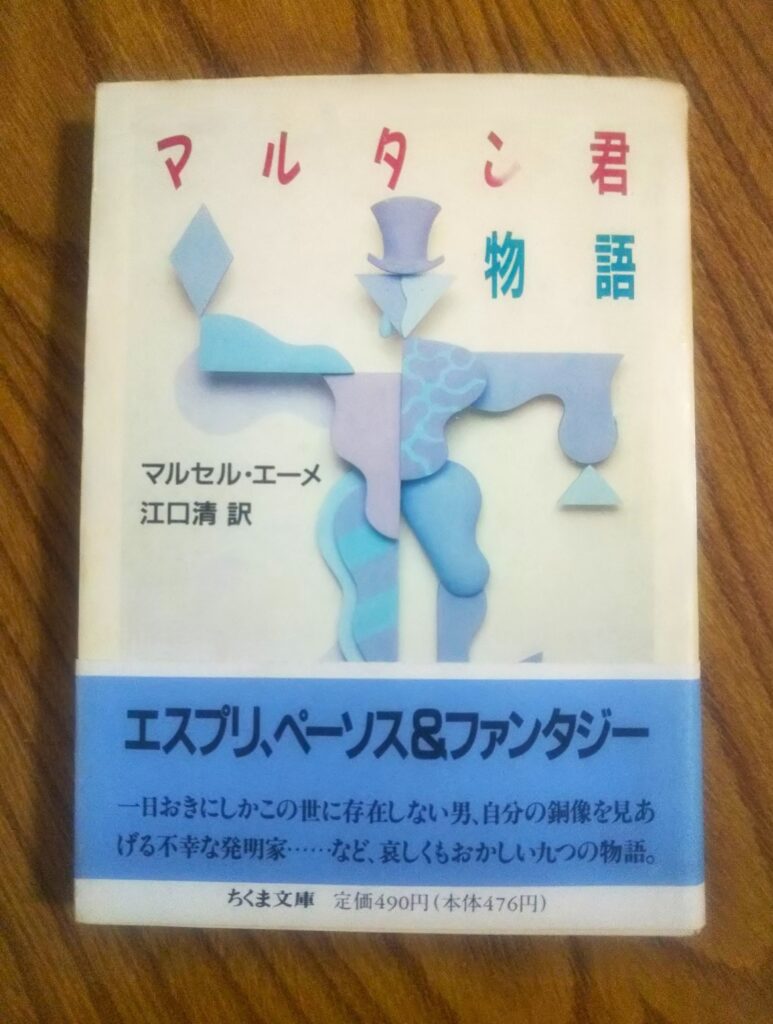 マルタン君
物語
マルセル・エーメ
江口清 訳
エスプリ、ペーソス&ファンタジー
一日おきにしかこの世に存在しない男、自分の銅像を見あ
げる不幸な発明家……など、哀しくもおかしい九つの物語。
ちくま文庫 定価490円(本体476円)